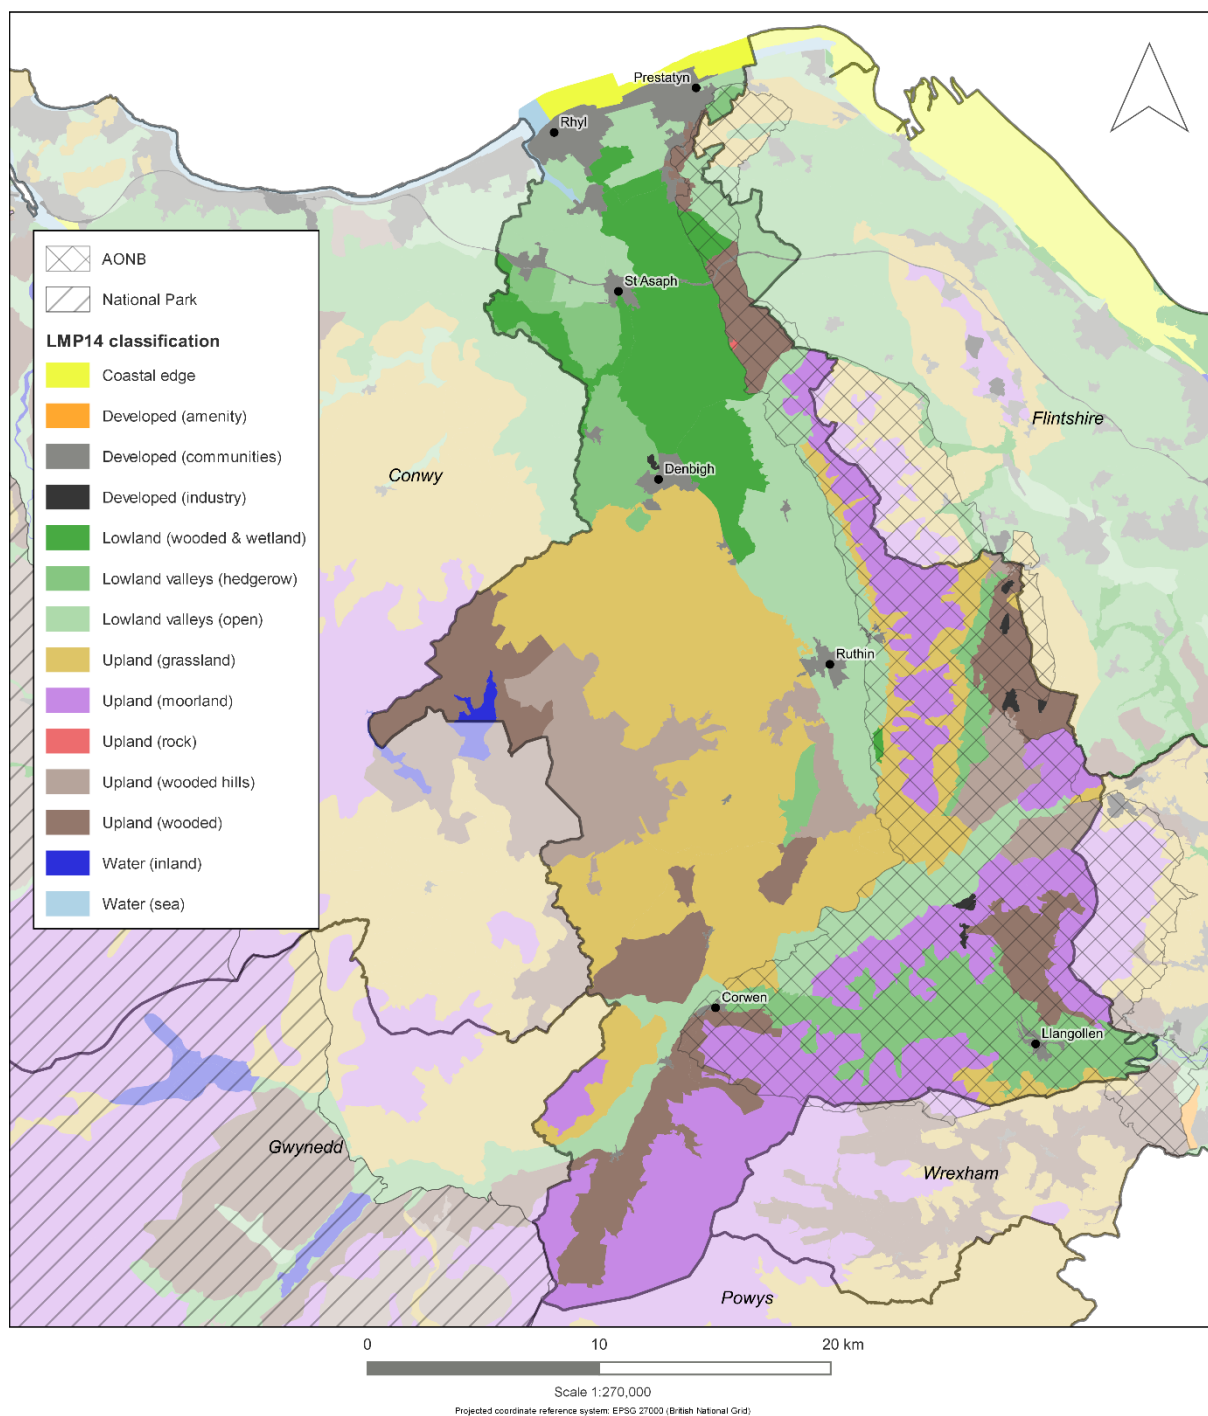 Prestatyn
Rhyl
St Asaph
Flintshire
Conwy
Denbigh
Ruthin
Corwen
Llangollen
Gwynedd
Wrexham
Powys
AONB
National Park
LMP14 classification
Coastal edge
Developed (amenity)
Developed (communities)
Developed (industry)
Lowland (wooded & wetland)
Lowland valleys (hedgerow)
Lowland valleys (open)
Upland (grassland)
Upland (moorland)
Upland (rock)
Upland (wooded hills)
Upland (wooded)
Water (inland)
Water (sea)
0 10 20 km
Scale 1:270,000
Projected coordinate reference system: EPSG 27000 (British National Grid)